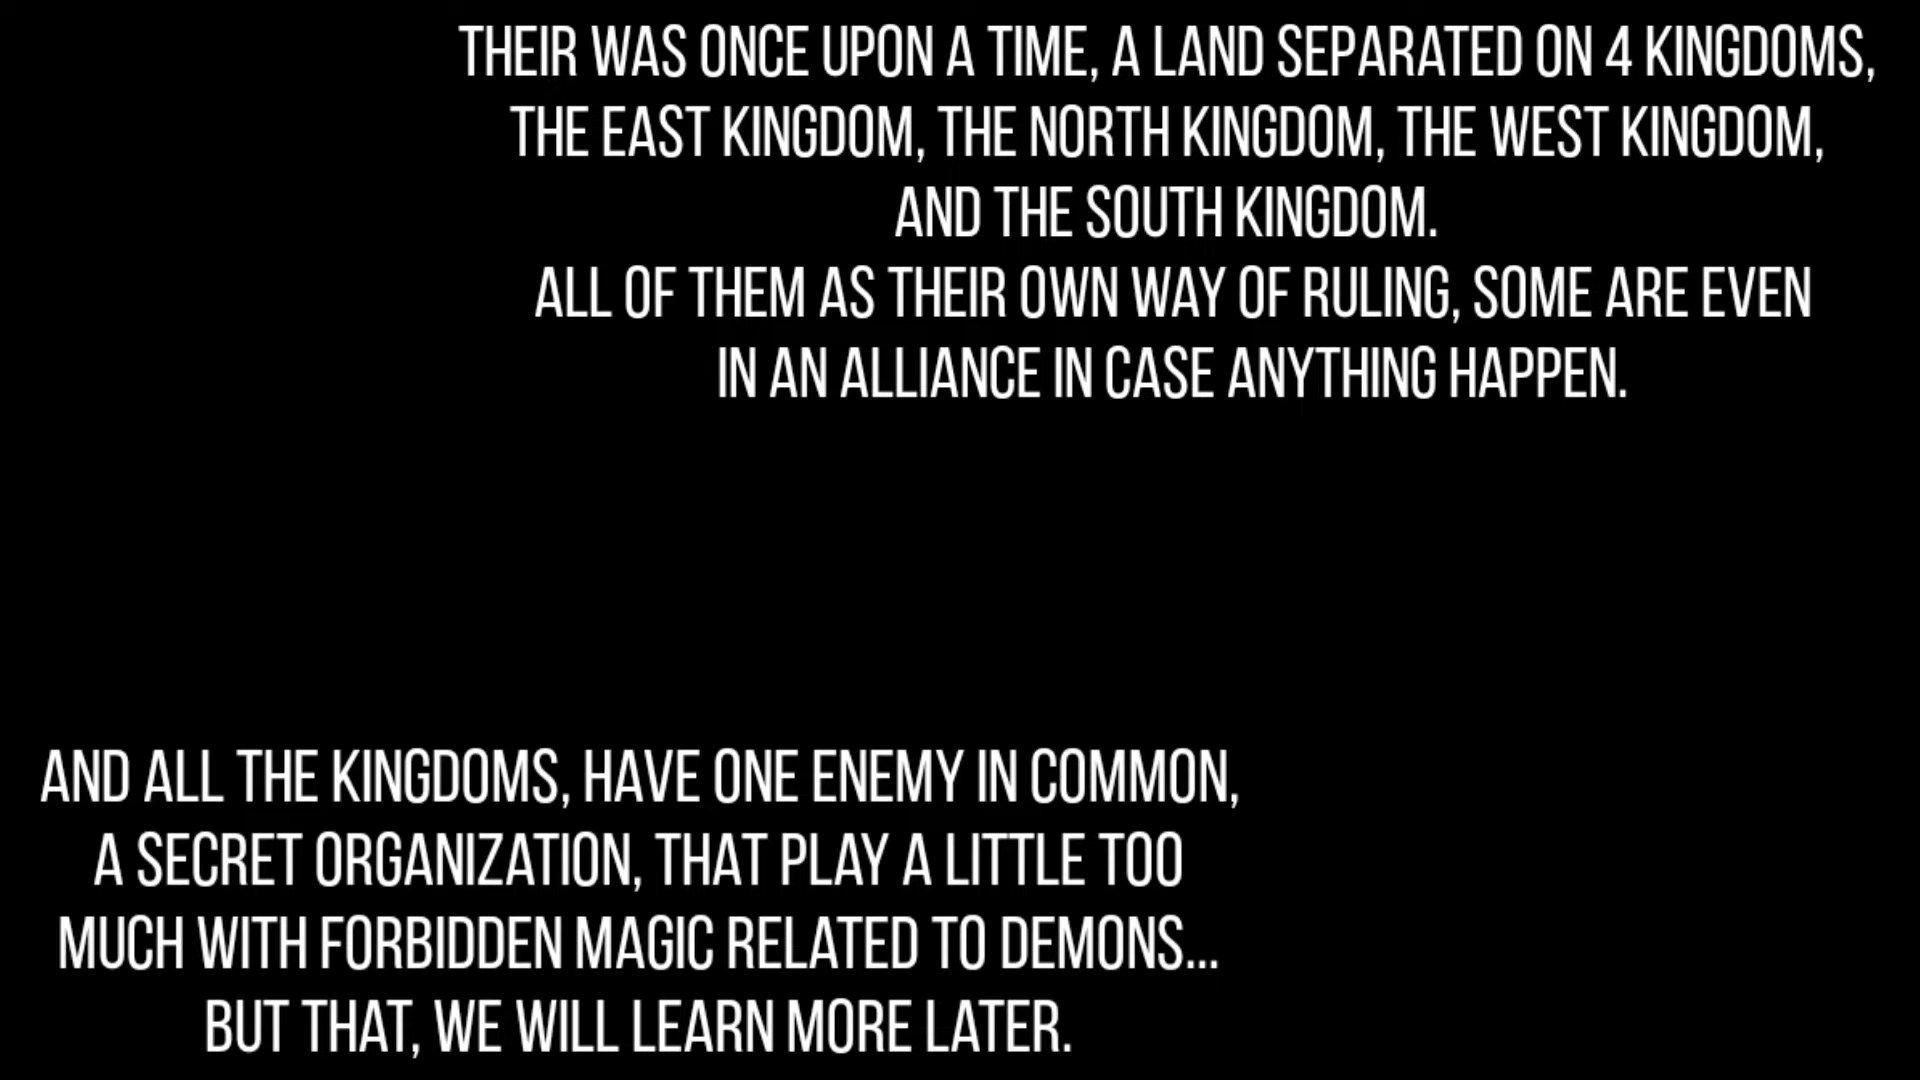 THEIR WAS ONCE UPON A TIME, A LAND SEPARATED ON 4 KINGDOMS,
THE EAST KINGDOM, THE NORTH KINGDOM, THE WEST KINGDOM,
AND THE SOUTH KINGDOM.
ALL OF THEM AS THEIR OWN WAY OF RULING, SOME ARE EVEN
IN AN ALLIANCE IN CASE ANYTHING HAPPEN.
AND ALL THE KINGDOMS, HAVE ONE ENEMY IN COMMON,
A SECRET ORGANIZATION, THAT PLAY A LITTLE TOO
MUCH WITH FORBIDDEN MAGIC RELATED TO DEMONS...
BUT THAT, WE WILL LEARN MORE LATER.